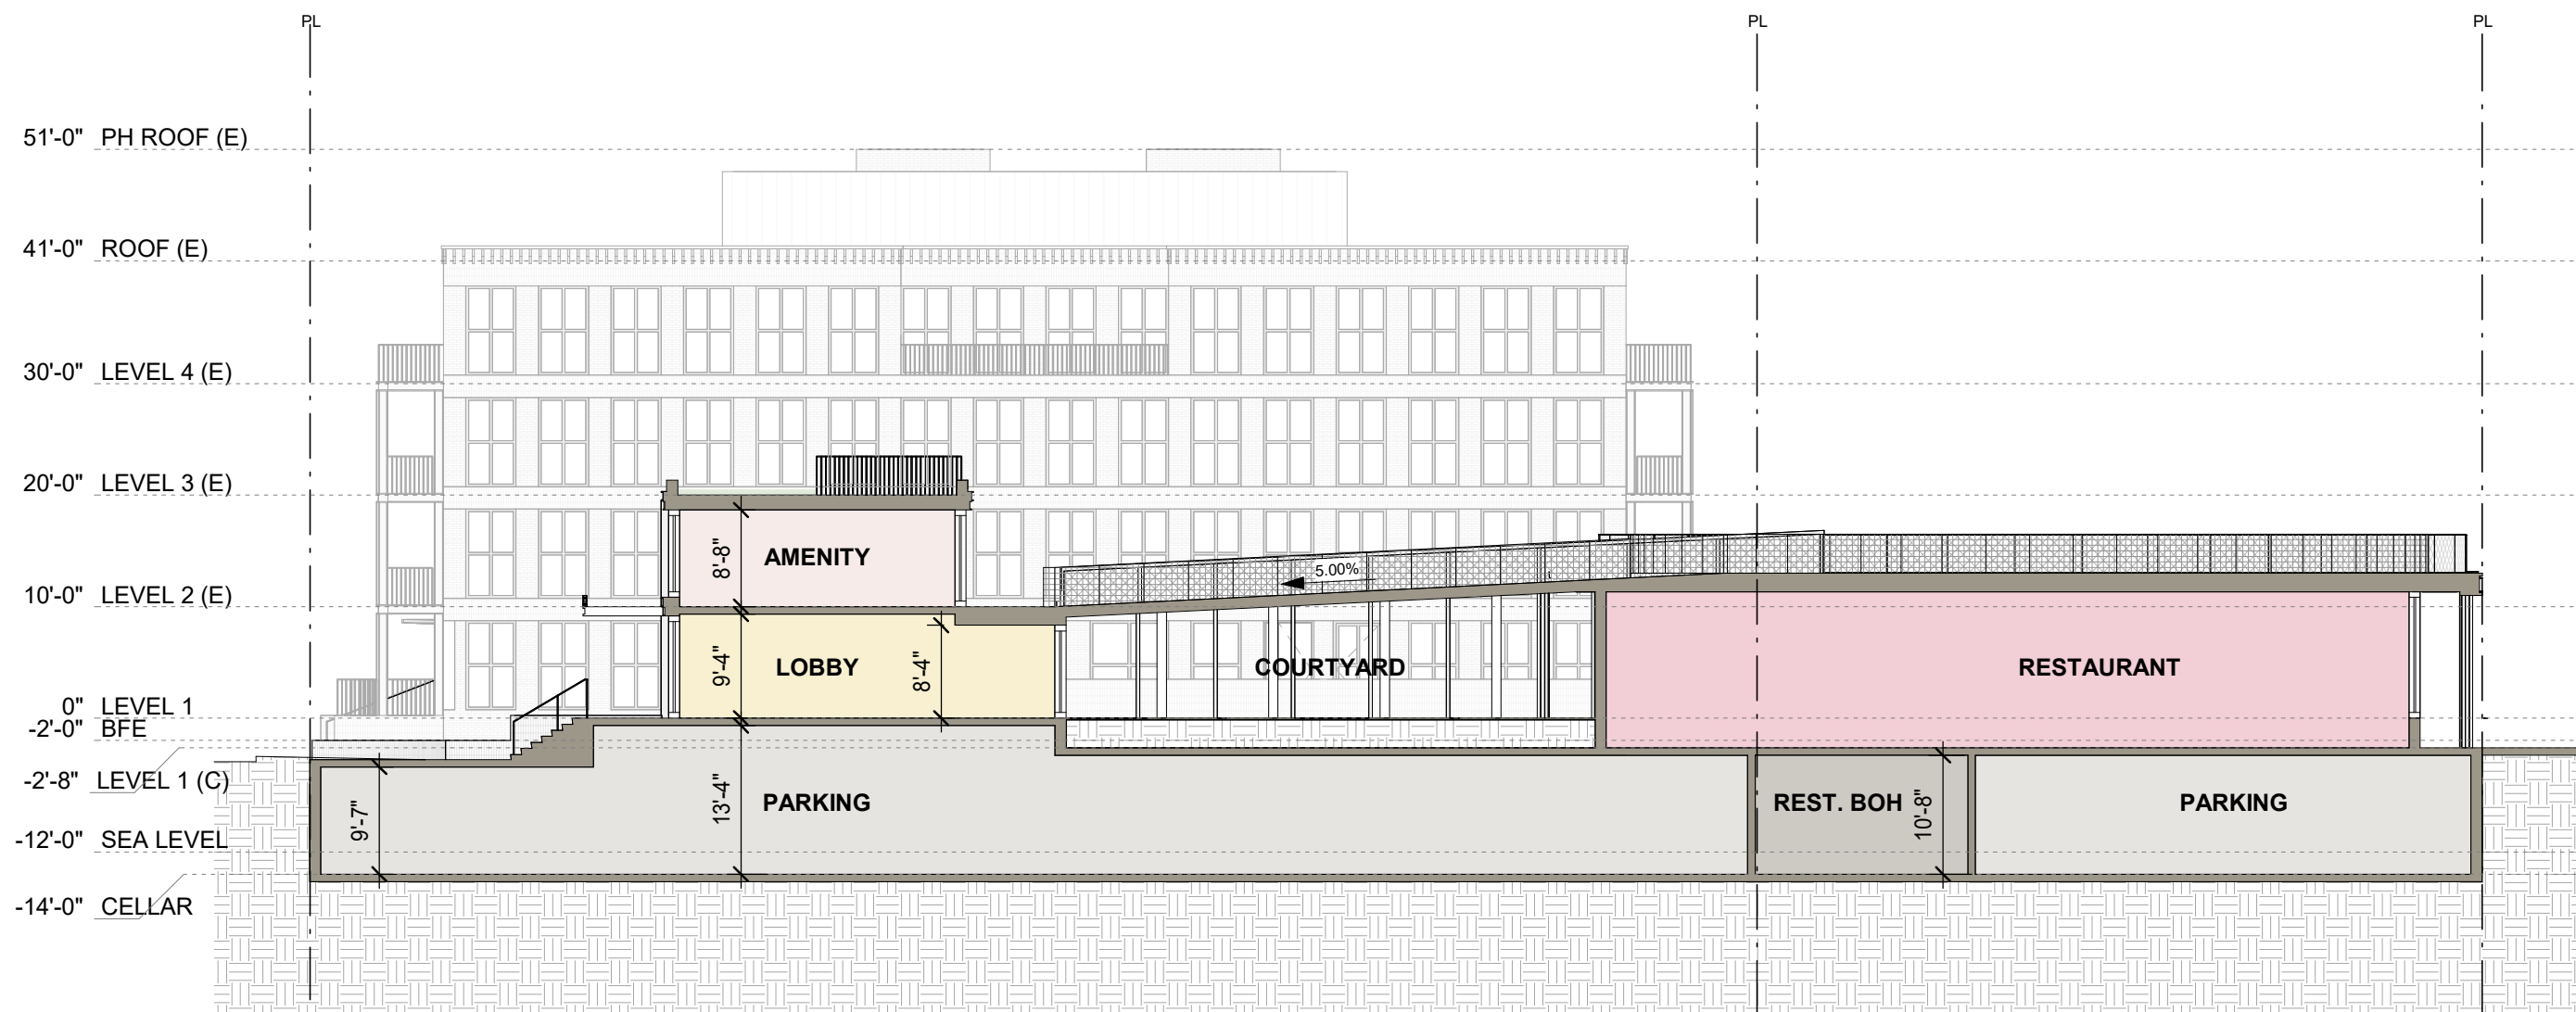 PL
PL
PL
51'-0" PH ROOF (E)
41'-0" ROOF (E)
30'-0" LEVEL 4 (E)
20'-0" LEVEL 3 (E)
8'-8"
AMENITY
5.00%
10'-0" LEVEL 2 (E)
9'-4"
LOBBY
8'-4"
COURTYARD
RESTAURANT
0" LEVEL 1
-2'-0" BFE
-2'-8" LEVEL 1 (C)
9'-7"
13'-4"
PARKING
REST. BOH
10'-8"
PARKING
-12'-0" SEA LEVEL
-14'-0" CELLAR